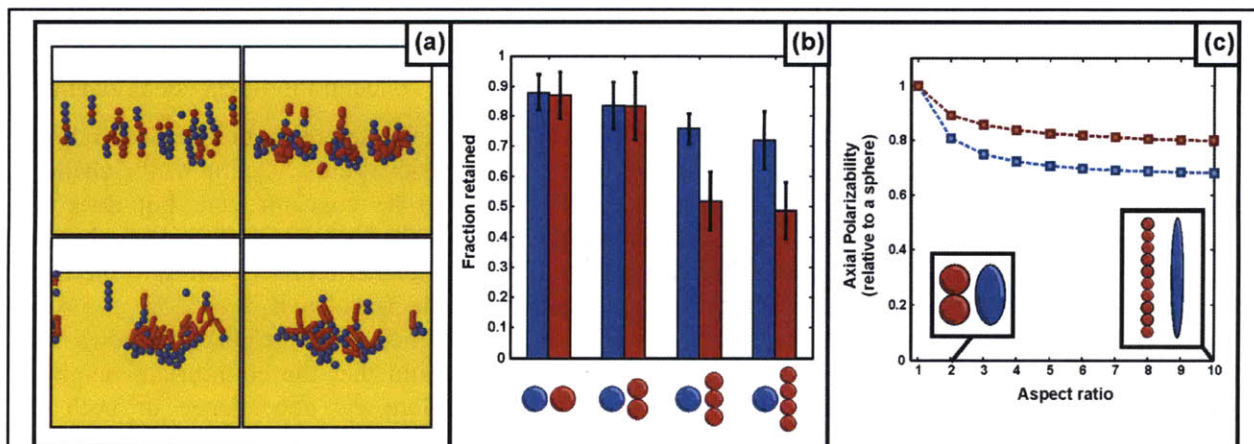 (a)
(b)
1
0.9
0.8
0.7
0.6
0.5
0.4
0.3
0.2
0.1
0
Fraction retained
(c)
1
0.8
0.6
0.4
0.2
0
Axial Polarizability
(relative to a sphere)
1 2 3 4 5 6 7 8 9 10
Aspect ratio